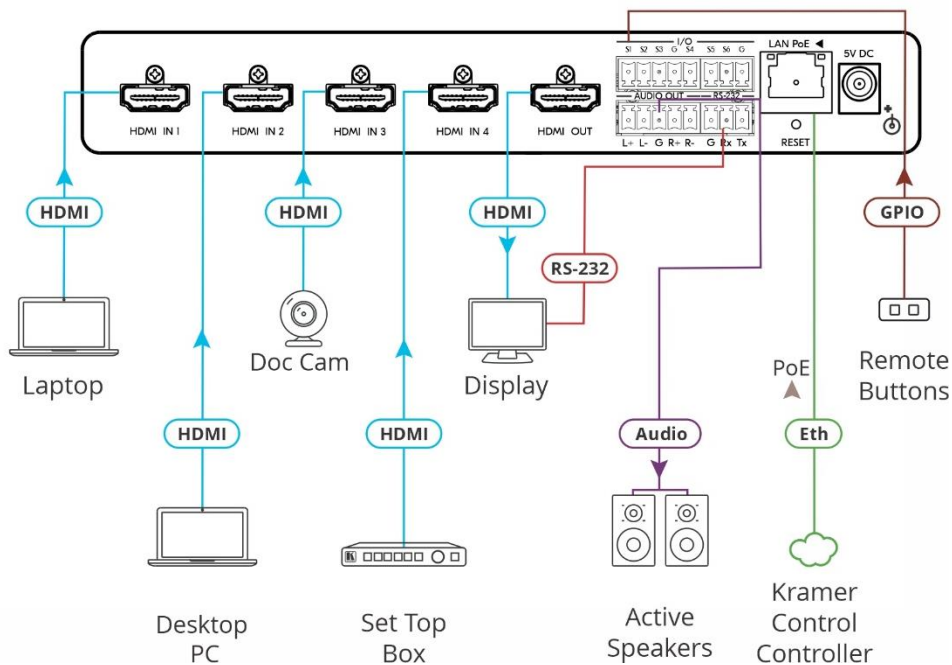 I/O
S1 S2 S3 G S4 S5 S6 G
LAN PoE ◄
5V DC
AUDIO OUT RS-232
HDMI IN 1
HDMI IN 2
HDMI IN 3
HDMI IN 4
HDMI OUT
L+ L- G R+ R- G Rx Tx
RESET
HDMI
HDMI
HDMI
GPIO
RS-232
Laptop
Doc Cam
Display
PoE
Remote
Buttons
HDMI
HDMI
Audio
Eth
K
Desktop
PC
Set Top
Box
Active
Speakers
Kramer
Control
Controller